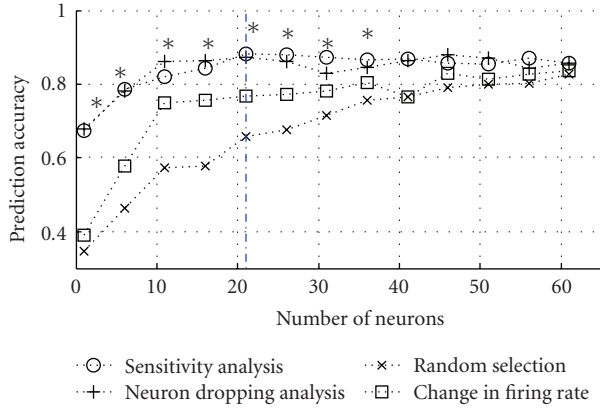 1
0.8
0.6
0.4
Prediction accuracy
0 10 20 30 40 50 60
Number of neurons
Sensitivity analysis
Neuron dropping analysis
Random selection
Change in firing rate